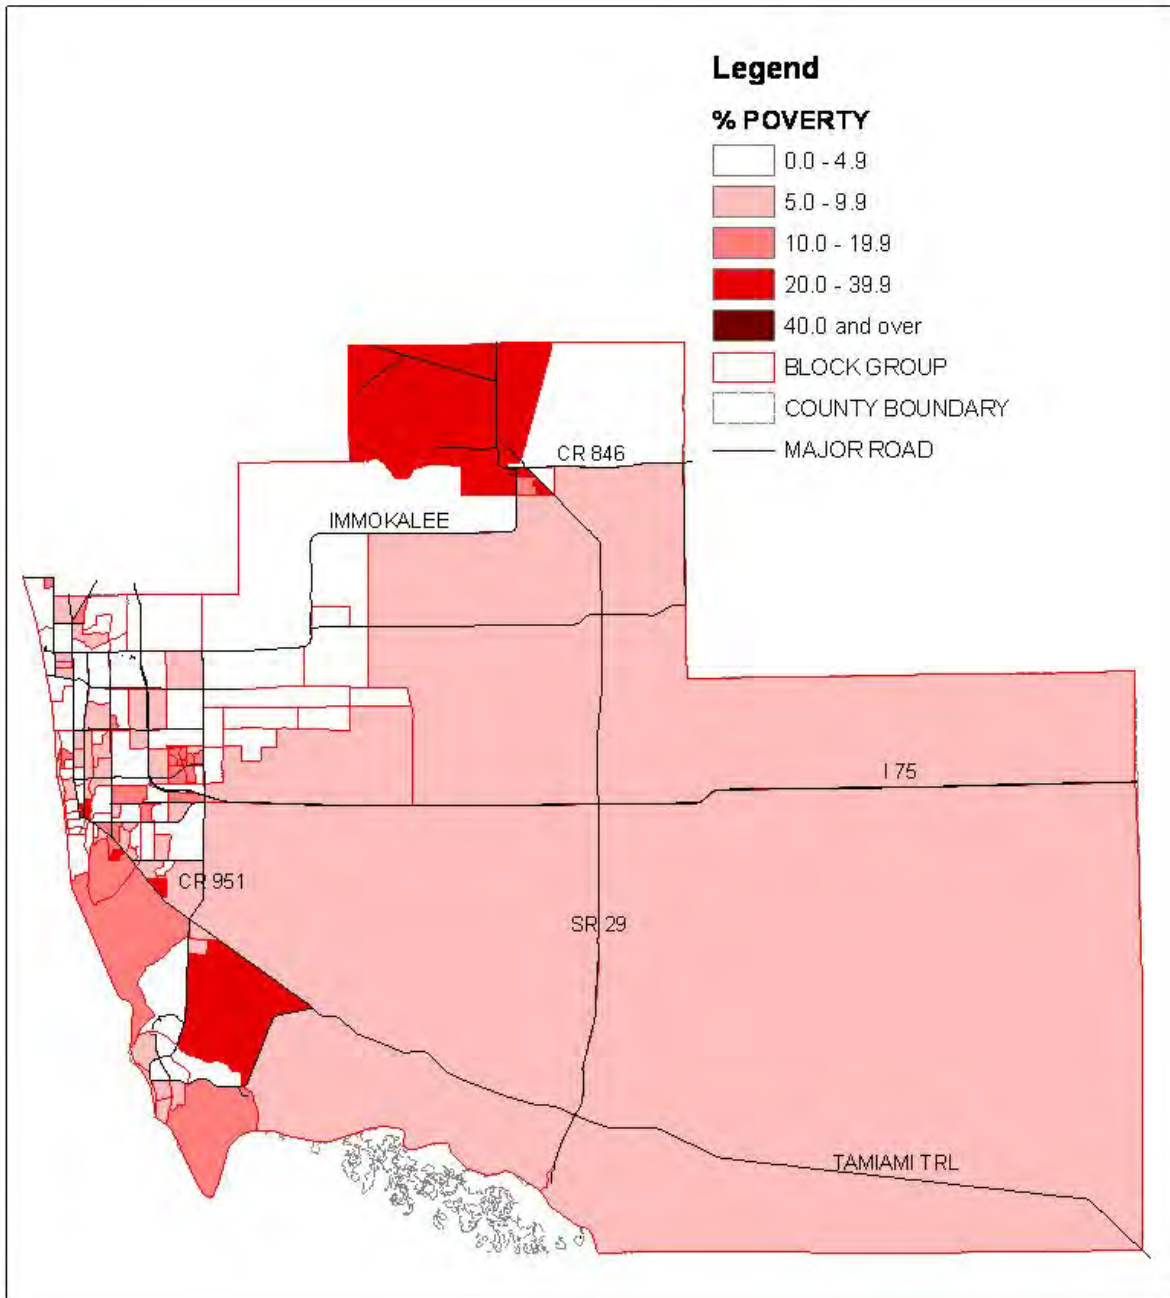 Legend
% POVERTY
0.0 - 4.9
5.0 - 9.9
10.0 - 19.9
20.0 - 39.9
40.0 and over
BLOCK GROUP
COUNTY BOUNDARY
MAJOR ROAD
CR 846
IMMOKALEE
I 75
CR 951
SR 29
TAMIAMI TRL